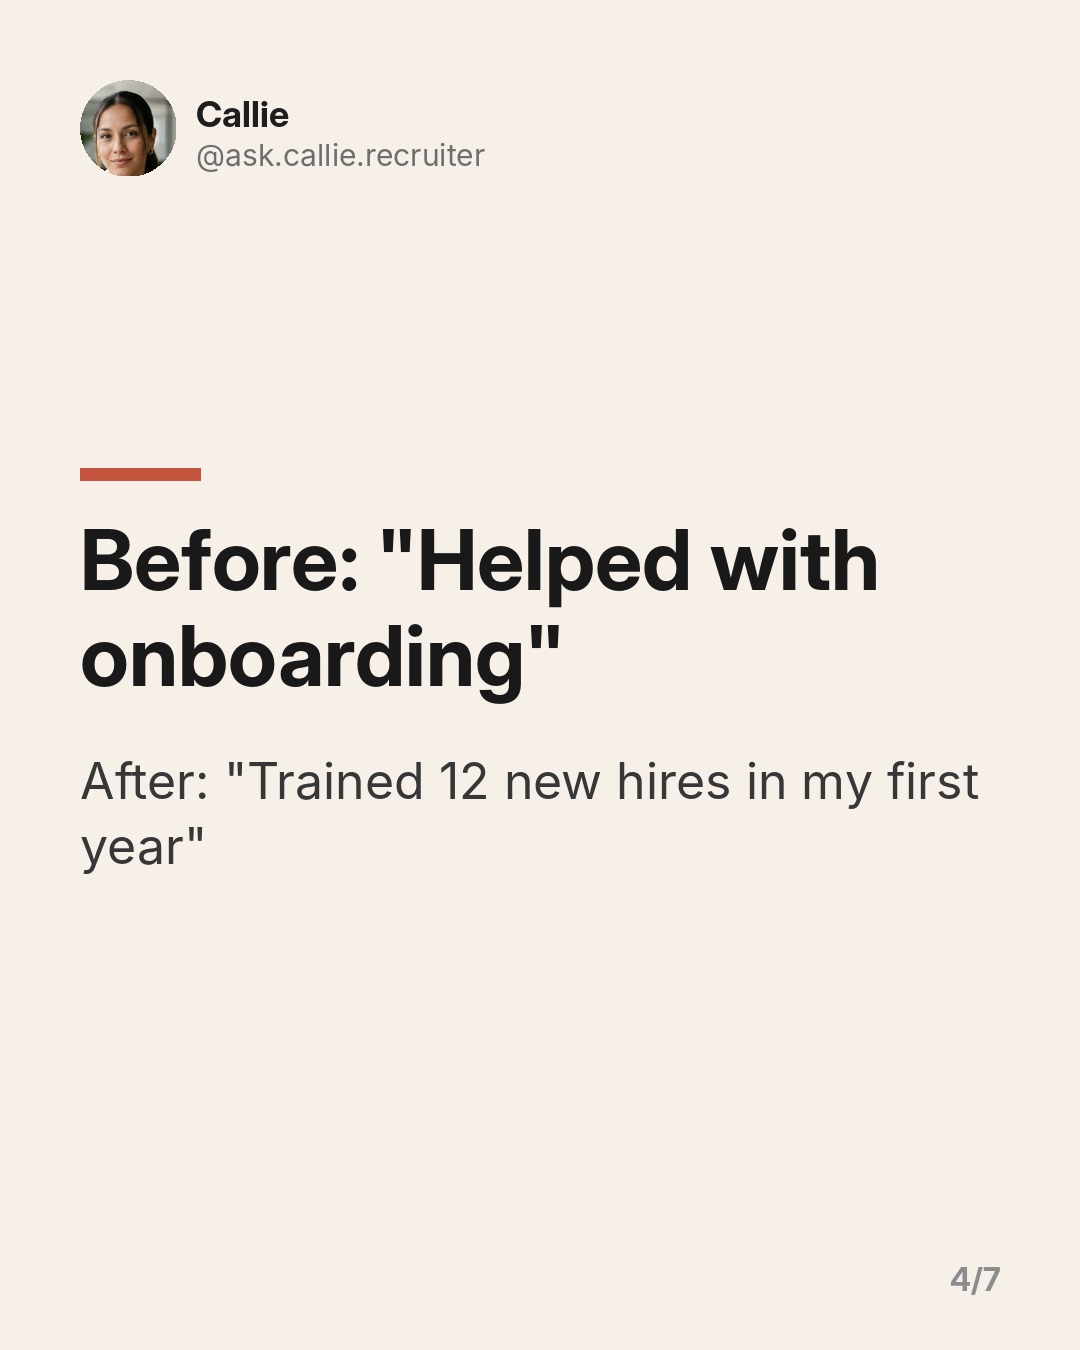 Callie
@ask.callie.recruiter
Before: "Helped with
onboarding"
After: "Trained 12 new hires in my first
year"
4/7